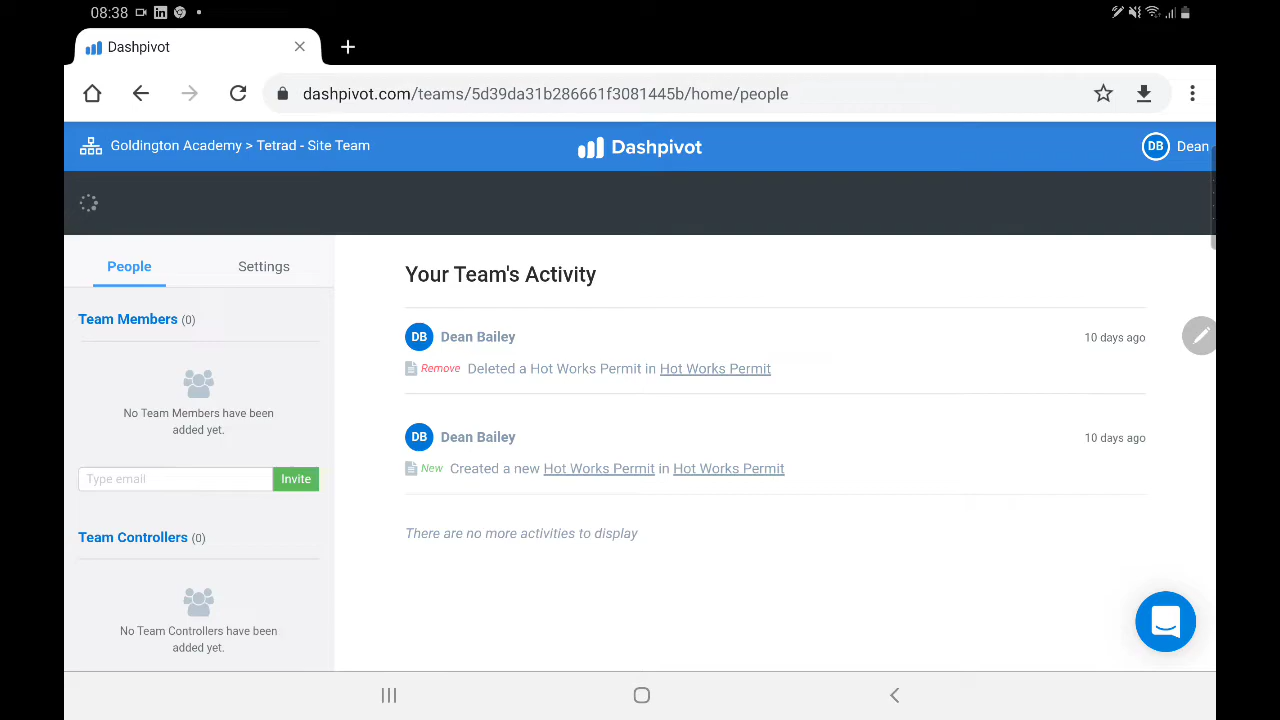 08:38
Dashpivot
dashpivot.com/teams/5d39da31b286661f3081445b/home/people
Goldington Academy > Tetrad - Site Team
Dashpivot
DB Dean
People Settings
Team Members (0)
No Team Members have been
added yet.
Type email Invite
Team Controllers (0)
No Team Controllers have been
added yet.
Your Team's Activity
DB Dean Bailey 10 days ago
Remove Deleted a Hot Works Permit in Hot Works Permit
DB Dean Bailey 10 days ago
New Created a new Hot Works Permit in Hot Works Permit
There are no more activities to display